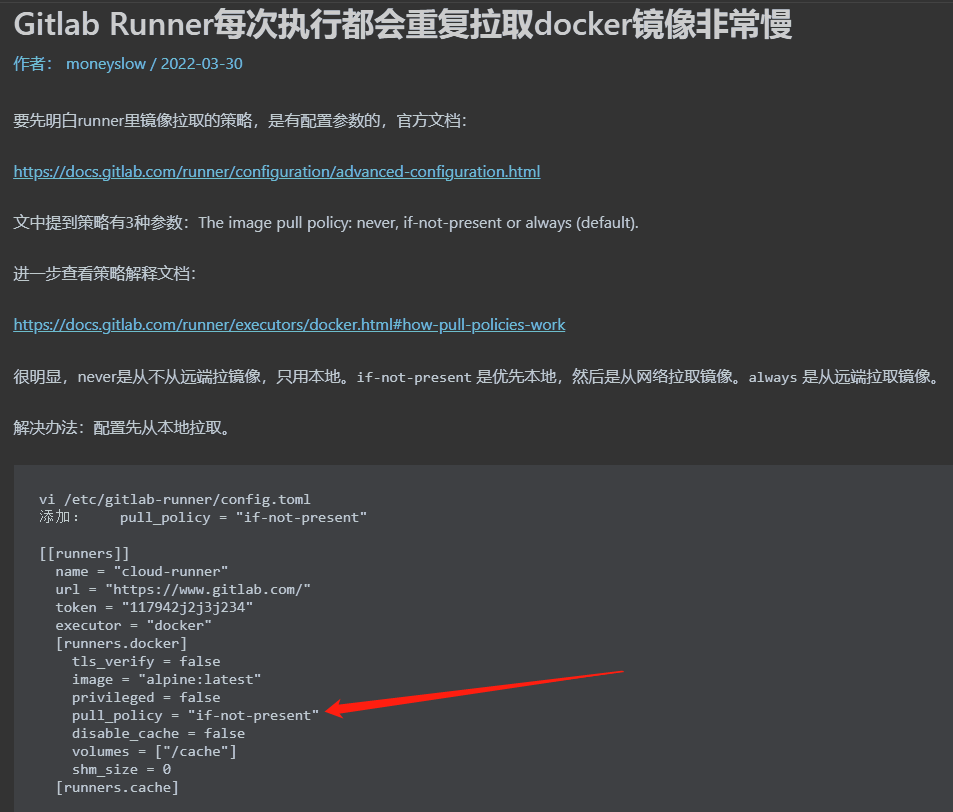 Gitlab Runner每次执行都会重复拉取docker镜像非常慢
作者： moneyslow / 2022-03-30
要先明白runner里镜像拉取的策略，是有配置参数的，官方文档：
https://docs.gitlab.com/runner/configuration/advanced-configuration.html
文中提到策略有3种参数：The image pull policy: never, if-not-present or always (default).
进一步查看策略解释文档：
https://docs.gitlab.com/runner/executors/docker.html#how-pull-policies-work
很明显，never是从不从远端拉镜像，只用本地。if-not-present 是优先本地，然后是从网络拉取镜像。always 是从远端拉取镜像。
解决办法：配置先从本地拉取。
vi /etc/gitlab-runner/config.toml
添加：    pull_policy = "if-not-present"
[[runners]]
  name = "cloud-runner"
  url = "https://www.gitlab.com/"
  token = "117942j2j3j234"
  executor = "docker"
  [runners.docker]
    tls_verify = false
    image = "alpine:latest"
    privileged = false
    pull_policy = "if-not-present"
    disable_cache = false
    volumes = ["/cache"]
    shm_size = 0
  [runners.cache]